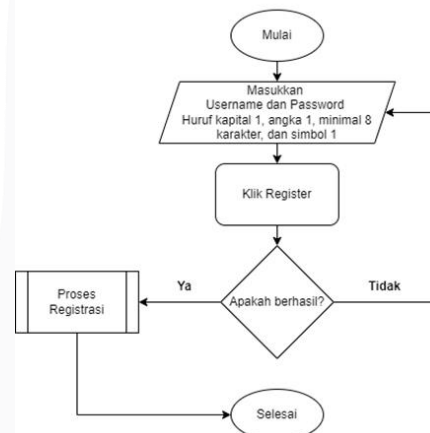 Mulai
Masukkan
Username dan Password
Huruf kapital 1, angka 1, minimal 8
karakter, dan simbol 1
Klik Register
Apakah berhasil?
Ya
Tidak
Proses
Registrasi
Selesai